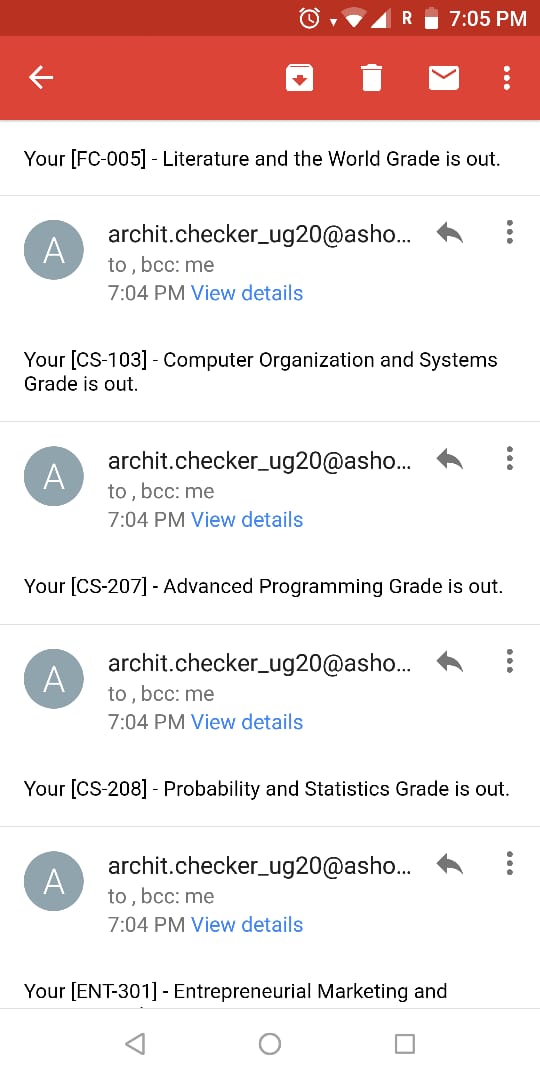 R 7:05 PM
Your [FC-005] - Literature and the World Grade is out.
A archit.checker_ug20@asho...
to , bcc: me
7:04 PM View details
Your [CS-103] - Computer Organization and Systems
Grade is out.
A archit.checker_ug20@asho...
to , bcc: me
7:04 PM View details
Your [CS-207] - Advanced Programming Grade is out.
A archit.checker_ug20@asho...
to , bcc: me
7:04 PM View details
Your [CS-208] - Probability and Statistics Grade is out.
A archit.checker_ug20@asho...
to , bcc: me
7:04 PM View details
Your [ENT-301] - Entrepreneurial Marketing and